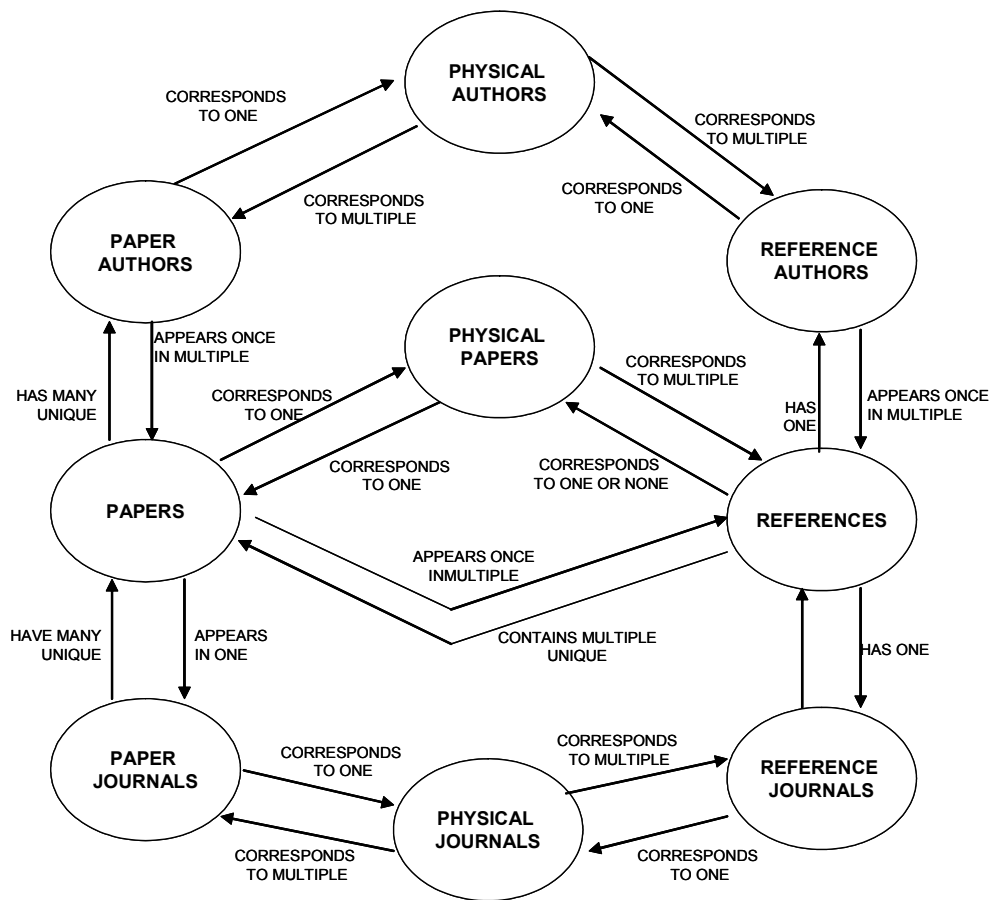 PHYSICAL
AUTHORS
CORRESPONDS
TO ONE
CORRESPONDS
TO MULTIPLE
CORRESPONDS
TO MULTIPLE
CORRESPONDS
TO ONE
PAPER
AUTHORS
REFERENCE
AUTHORS
APPEARS ONCE
IN MULTIPLE
HAS MANY
UNIQUE
PHYSICAL
PAPERS
CORRESPONDS
TO ONE
CORRESPONDS
TO MULTIPLE
HAS
ONE
APPEARS ONCE
IN MULTIPLE
CORRESPONDS
TO ONE
CORRESPONDS
TO ONE OR NONE
PAPERS
REFERENCES
APPEARS ONCE
INMULTIPLE
CONTAINS MULTIPLE
UNIQUE
HAVE MANY
UNIQUE
APPEARS
IN ONE
HAS ONE
PAPER
JOURNALS
CORRESPONDS
TO ONE
CORRESPONDS
TO MULTIPLE
REFERENCE
JOURNALS
PHYSICAL
JOURNALS
CORRESPONDS
TO MULTIPLE
CORRESPONDS
TO ONE